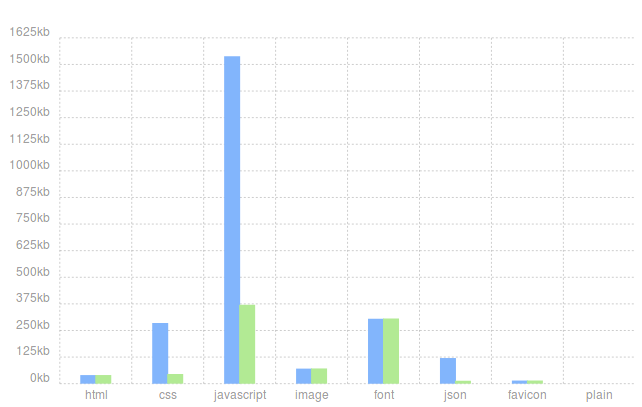 1625kb
1500kb
1375kb
1250kb
1125kb
1000kb
875kb
750kb
625kb
500kb
375kb
250kb
125kb
0kb
html css javascript image font json favicon plain